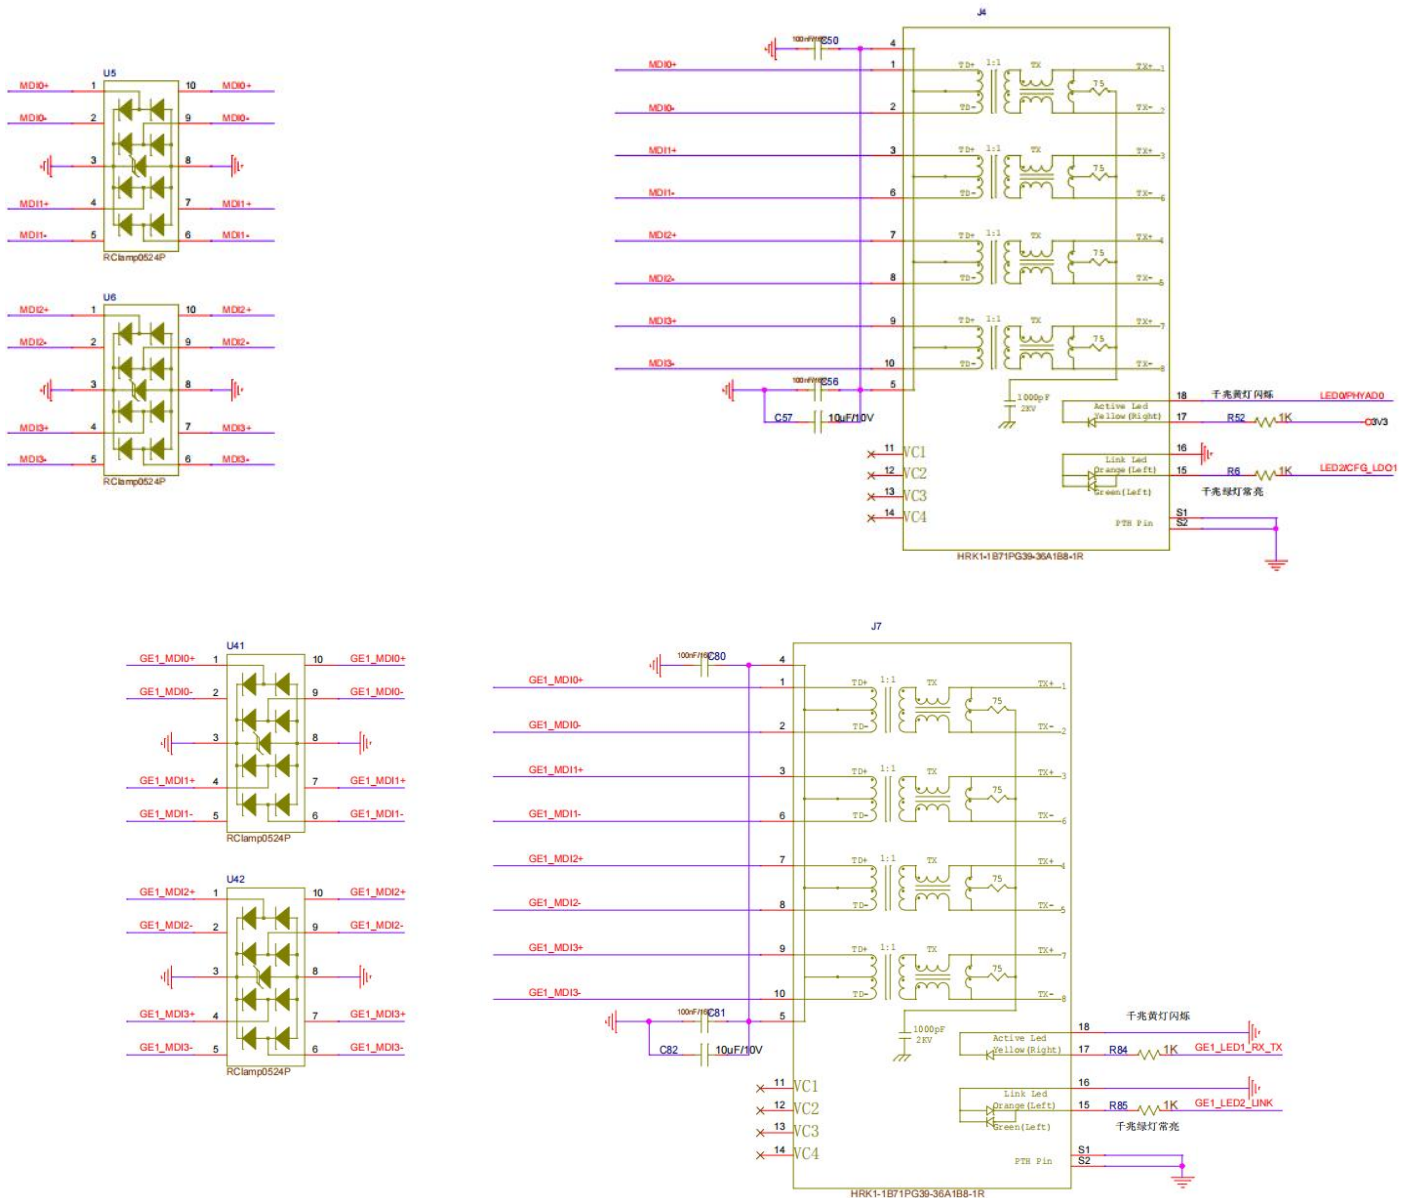 U5
MDI0+ 1 10 MDI0+
MDI0- 2 9 MDI0-
3 8
MDI1+ 4 7 MDI1+
MDI1- 5 6 MDI1-
RClamp0524P
U6
MDI2+ 1 10 MDI2+
MDI2- 2 9 MDI2-
3 8
MDI3+ 4 7 MDI3+
MDI3- 5 6 MDI3-
RClamp0524P
J4
C50 4
MDI0+ 1 TD+ 1:1 TX TX+ 1
75
MDI0- 2 TD- TX- 2
MDI1+ 3 TD+ 1:1 TX TX+ 3
75
MDI1- 6 TD- TX- 6
MDI2+ 7 TD+ 1:1 TX TX+ 4
75
MDI2- 8 TD- TX- 5
MDI3+ 9 TD+ 1:1 TX TX+ 7
75
MDI3- 10 TD- TX- 8
C56 5
C57 10uF/10V
1000pF
2KV
千兆黄灯闪烁
18 LED0/PHYAD0
Active Led
Yellow(Right) 17 R52 1K 3V3
16
Link Led
Orange(Left) 15 R6 1K LED2/CFG_LDO1
Green(Left)
千兆绿灯常亮
11 VC1
12 VC2
13 VC3
14 VC4
S1
PTH Pin S2
HRK1-1B71PG39-36A1B8-1R
U41
GE1_MDI0+ 1 10 GE1_MDI0+
GE1_MDI0- 2 9 GE1_MDI0-
3 8
GE1_MDI1+ 4 7 GE1_MDI1+
GE1_MDI1- 5 6 GE1_MDI1-
RClamp0524P
U42
GE1_MDI2+ 1 10 GE1_MDI2+
GE1_MDI2- 2 9 GE1_MDI2-
3 8
GE1_MDI3+ 4 7 GE1_MDI3+
GE1_MDI3- 5 6 GE1_MDI3-
RClamp0524P
J7
C80 4
GE1_MDI0+ 1 TD+ 1:1 TX TX+ 1
75
GE1_MDI0- 2 TD- TX- 2
GE1_MDI1+ 3 TD+ 1:1 TX TX+ 3
75
GE1_MDI1- 6 TD- TX- 6
GE1_MDI2+ 7 TD+ 1:1 TX TX+ 4
75
GE1_MDI2- 8 TD- TX- 5
GE1_MDI3+ 9 TD+ 1:1 TX TX+ 7
75
GE1_MDI3- 10 TD- TX- 8
C81 5
C82 10uF/10V
1000pF
2KV
千兆黄灯闪烁
18
Active Led
Yellow(Right) 17 R84 1K GE1_LED1_RX_TX
16
Link Led
Orange(Left) 15 R85 1K GE1_LED2_LINK
Green(Left)
千兆绿灯常亮
11 VC1
12 VC2
13 VC3
14 VC4
S1
PTH Pin S2
HRK1-1B71PG39-36A1B8-1R